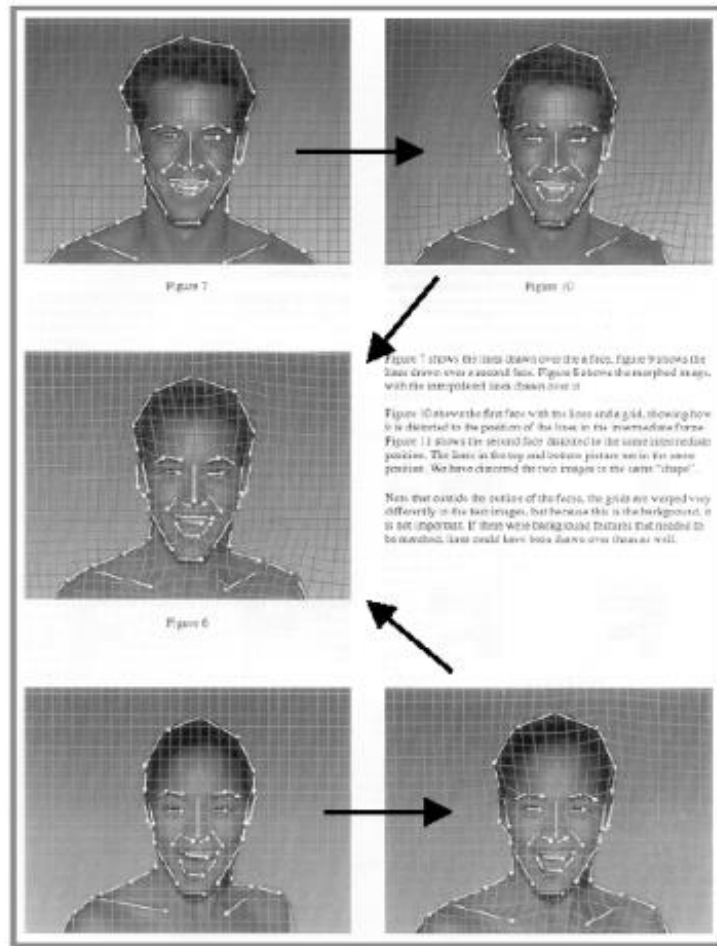 Figure 7
Figure 10
Figure 7 shows the lines drawn over the a face, figure 9 shows the
lines drawn over a second face. Figure 8 shows the morphed image,
with the interpolated lines drawn over it.
Figure 10 shows the first face with the lines and a grid, showing how
it is distorted to the position of the lines in the intermediate frame.
Figure 11 shows the second face distorted to the same intermediate
position. The lines in the top and bottom picture are in the same
position. We have distorted the two images to the same "shape".
Note that outside the outline of the faces, the grids are warped very
differently in the two images, but because this is the background, it
is not important. If there were background features that needed to
be matched, lines could have been drawn over them as well.